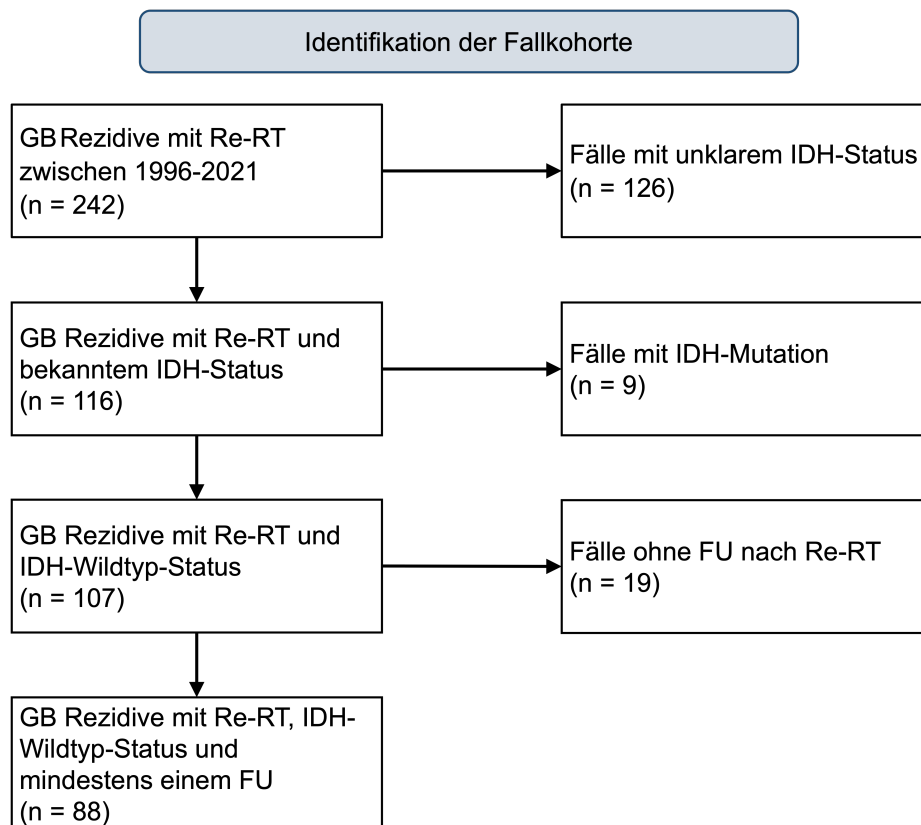 Identifikation der Fallkohorte
GB Rezidive mit Re-RT
zwischen 1996-2021
(n = 242)
Fälle mit unklarem IDH-Status
(n = 126)
GB Rezidive mit Re-RT und
bekanntem IDH-Status
(n = 116)
Fälle mit IDH-Mutation
(n = 9)
GB Rezidive mit Re-RT und
IDH-Wildtyp-Status
(n = 107)
Fälle ohne FU nach Re-RT
(n = 19)
GB Rezidive mit Re-RT, IDH-
Wildtyp-Status und
mindestens einem FU
(n = 88)